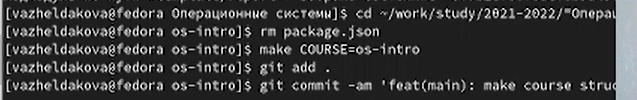 [vazheldakova@fedora Операционные системы]$ cd ~/work/study/2021-2022/"Опера
[vazheldakova@fedora os-intro]$ rm package.json
[vazheldakova@fedora os-intro]$ make COURSE=os-intro
[vazheldakova@fedora os-intro]$ git add .
[vazheldakova@fedora os-intro]$ git commit -am 'feat(main): make course struc